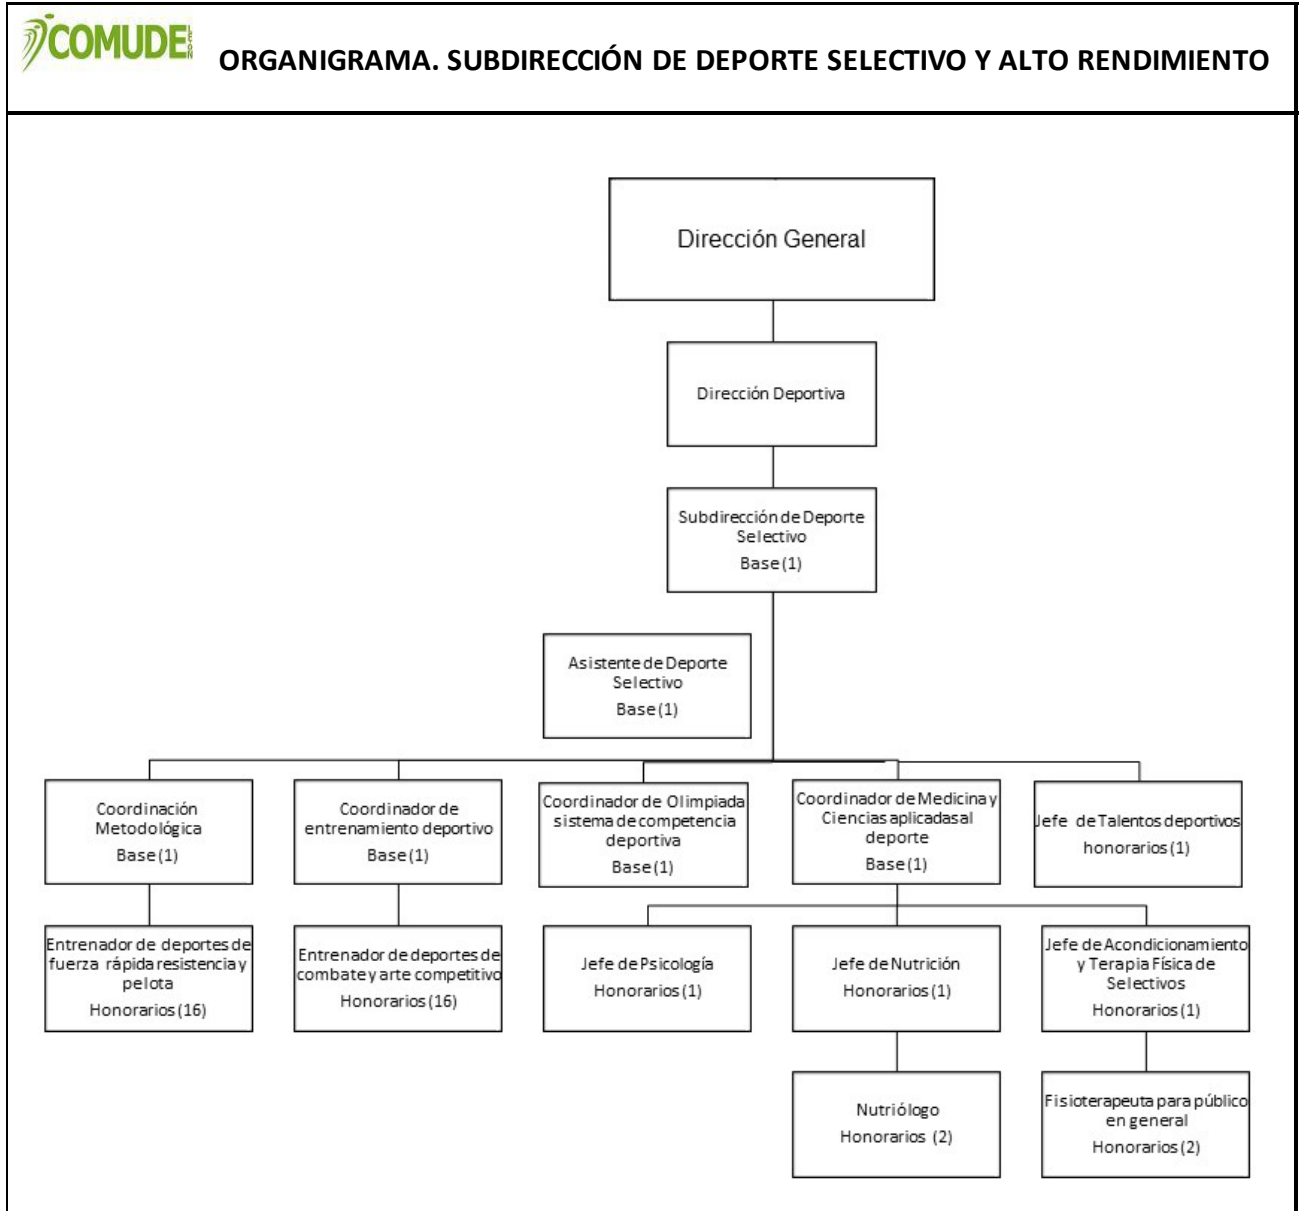 COMUDE
LEÓN
ORGANIGRAMA. SUBDIRECCIÓN DE DEPORTE SELECTIVO Y ALTO RENDIMIENTO
Dirección General
Dirección Deportiva
Subdirección de Deporte
Selectivo
Base (1)
Asistente de Deporte
Selectivo
Base (1)
Coordinación
Metodológica
Base (1)
Coordinador de
entrenamiento deportivo
Base (1)
Coordinador de Olimpiada
sistema de competencia
deportiva
Base (1)
Coordinador de Medicina y
Ciencias aplicadas al
deporte
Base (1)
Jefe de Talentos deportivos
honorarios (1)
Entrenador de deportes de
fuerza rápida resistencia y
pelota
Honorarios (16)
Entrenador de deportes de
combate y arte competitivo
Honorarios (16)
Jefe de Psicología
Honorarios (1)
Jefe de Nutrición
Honorarios (1)
Jefe de Acondicionamiento
y Terapia Física de
Selectivos
Honorarios (1)
Nutriólogo
Honorarios (2)
Fisioterapeuta para público
en general
Honorarios (2)